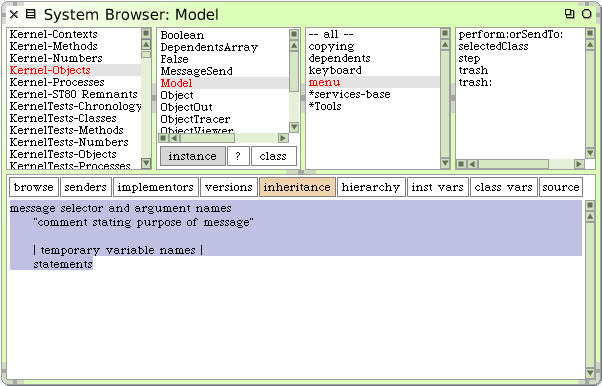 System Browser: Model
Kernel-Contexts
Kernel-Methods
Kernel-Numbers
Kernel-Objects
Kernel-Processes
Kernel-ST80 Remnants
KernelTests-Chronology
KernelTests-Classes
KernelTests-Methods
KernelTests-Numbers
KernelTests-Objects
KernelTests-Processes
Boolean
DependentsArray
False
MessageSend
Model
Object
ObjectOut
ObjectTracer
ObjectViewer
instance
?
class
-- all --
copying
dependents
keyboard
menu
*services-base
*Tools
perform:orSendTo:
selectedClass
step
trash
trash:
browse
senders
implementors
versions
inheritance
hierarchy
inst vars
class vars
source
message selector and argument names
"comment stating purpose of message"
| temporary variable names |
statements